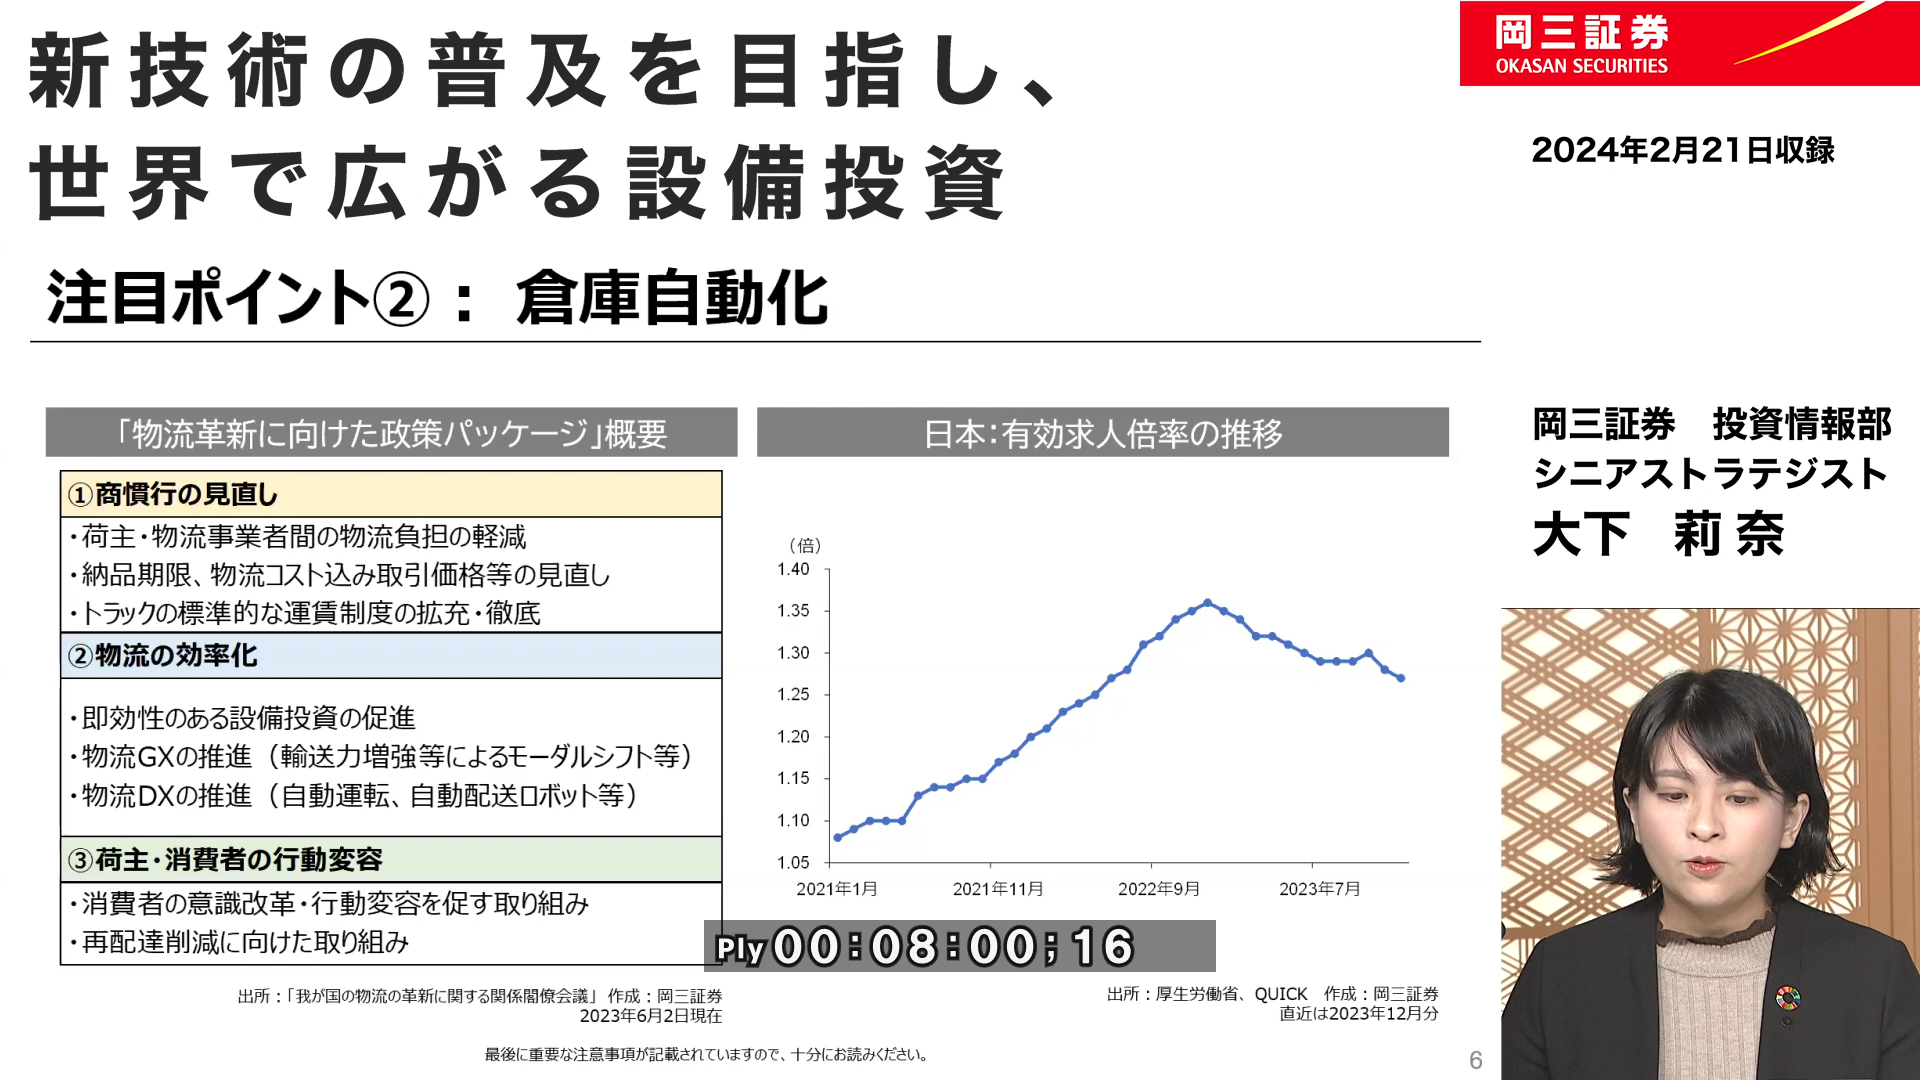 新技術の普及を目指し、
世界で広がる設備投資
岡三証券
OKASAN SECURITIES
2024年2月21日収録
注目ポイント②： 倉庫自動化
「物流革新に向けた政策パッケージ」概要
①商慣行の見直し
・荷主・物流事業者間の物流負担の軽減
・納品期限、物流コスト込み取引価格等の見直し
・トラックの標準的な運賃制度の拡充・徹底
②物流の効率化
・即効性のある設備投資の促進
・物流GXの推進（輸送力増強等によるモーダルシフト等）
・物流DXの推進（自動運転、自動配送ロボット等）
③荷主・消費者の行動変容
・消費者の意識改革・行動変容を促す取り組み
・再配達削減に向けた取り組み
出所：「我が国の物流の革新に関する関係閣僚会議」 作成：岡三証券
2023年6月2日現在
日本：有効求人倍率の推移
（倍）
1.40
1.35
1.30
1.25
1.20
1.15
1.10
1.05
2021年1月 2021年11月 2022年9月 2023年7月
Ply00:08:00;16
出所：厚生労働省、QUICK 作成：岡三証券
直近は2023年12月分
最後に重要な注意事項が記載されていますので、十分にお読みください。
6
岡三証券 投資情報部
シニアストラテジスト
大下 莉奈